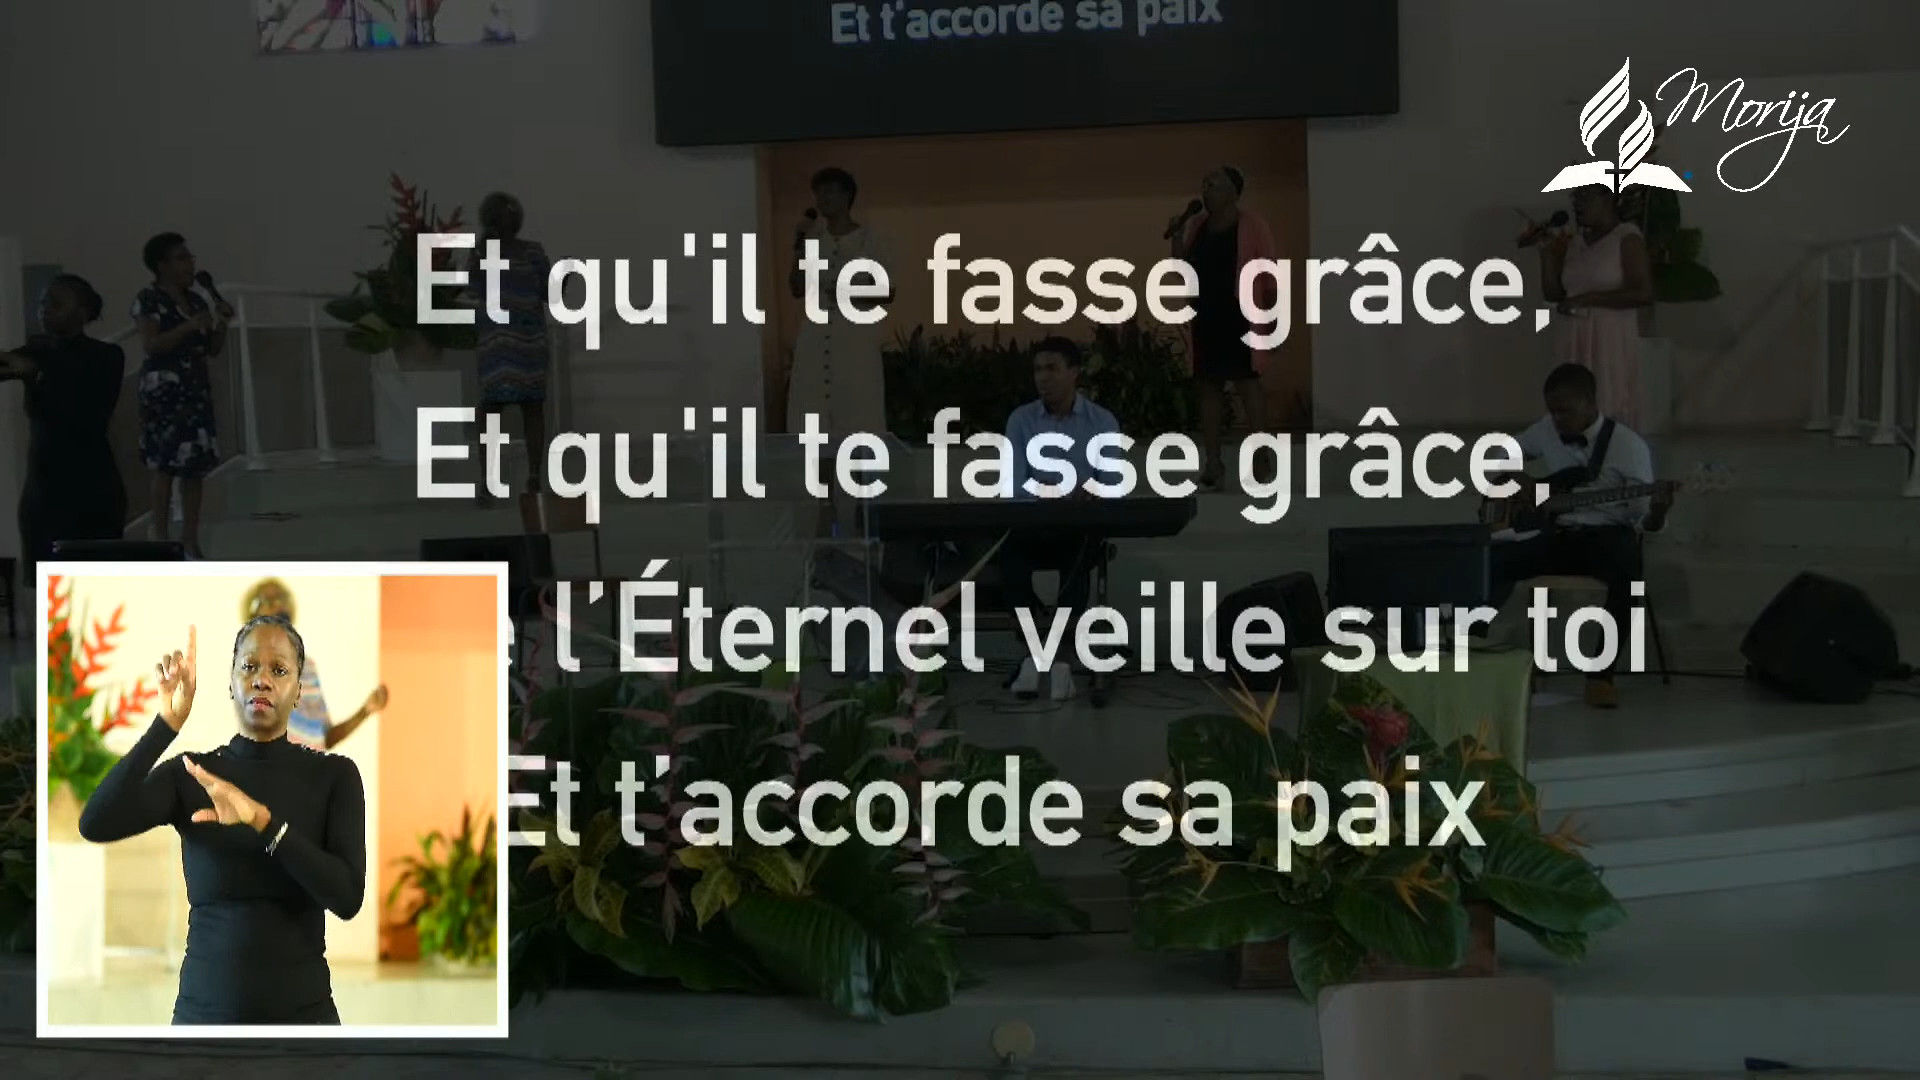 Et t'accorde sa paix
Morija
Et qu'il te fasse grâce,
Et qu'il te fasse grâce,
l'Éternel veille sur toi
Et t'accorde sa paix